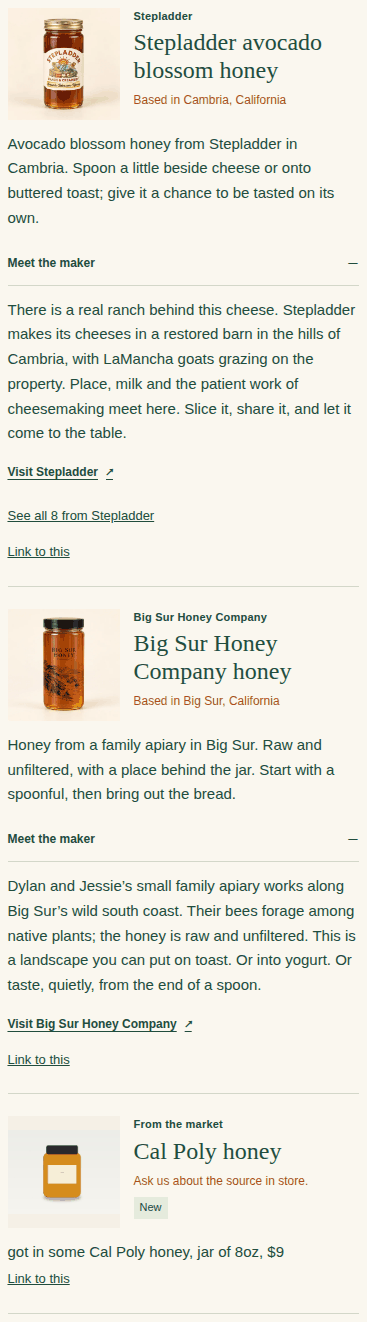 STEPLADDER
Stepladder
Stepladder avocado
blossom honey
Based in Cambria, California
Avocado blossom honey from Stepladder in
Cambria. Spoon a little beside cheese or onto
buttered toast; give it a chance to be tasted on its
own.
Meet the maker —
There is a real ranch behind this cheese. Stepladder
makes its cheeses in a restored barn in the hills of
Cambria, with LaMancha goats grazing on the
property. Place, milk and the patient work of
cheesemaking meet here. Slice it, share it, and let it
come to the table.
Visit Stepladder ↗
See all 8 from Stepladder
Link to this
BIG SUR
HONEY
Big Sur Honey Company
Big Sur Honey
Company honey
Based in Big Sur, California
Honey from a family apiary in Big Sur. Raw and
unfiltered, with a place behind the jar. Start with a
spoonful, then bring out the bread.
Meet the maker —
Dylan and Jessie’s small family apiary works along
Big Sur’s wild south coast. Their bees forage among
native plants; the honey is raw and unfiltered. This is
a landscape you can put on toast. Or into yogurt. Or
taste, quietly, from the end of a spoon.
Visit Big Sur Honey Company ↗
Link to this
From the market
Cal Poly honey
Ask us about the source in store.
New
got in some Cal Poly honey, jar of 8oz, $9
Link to this